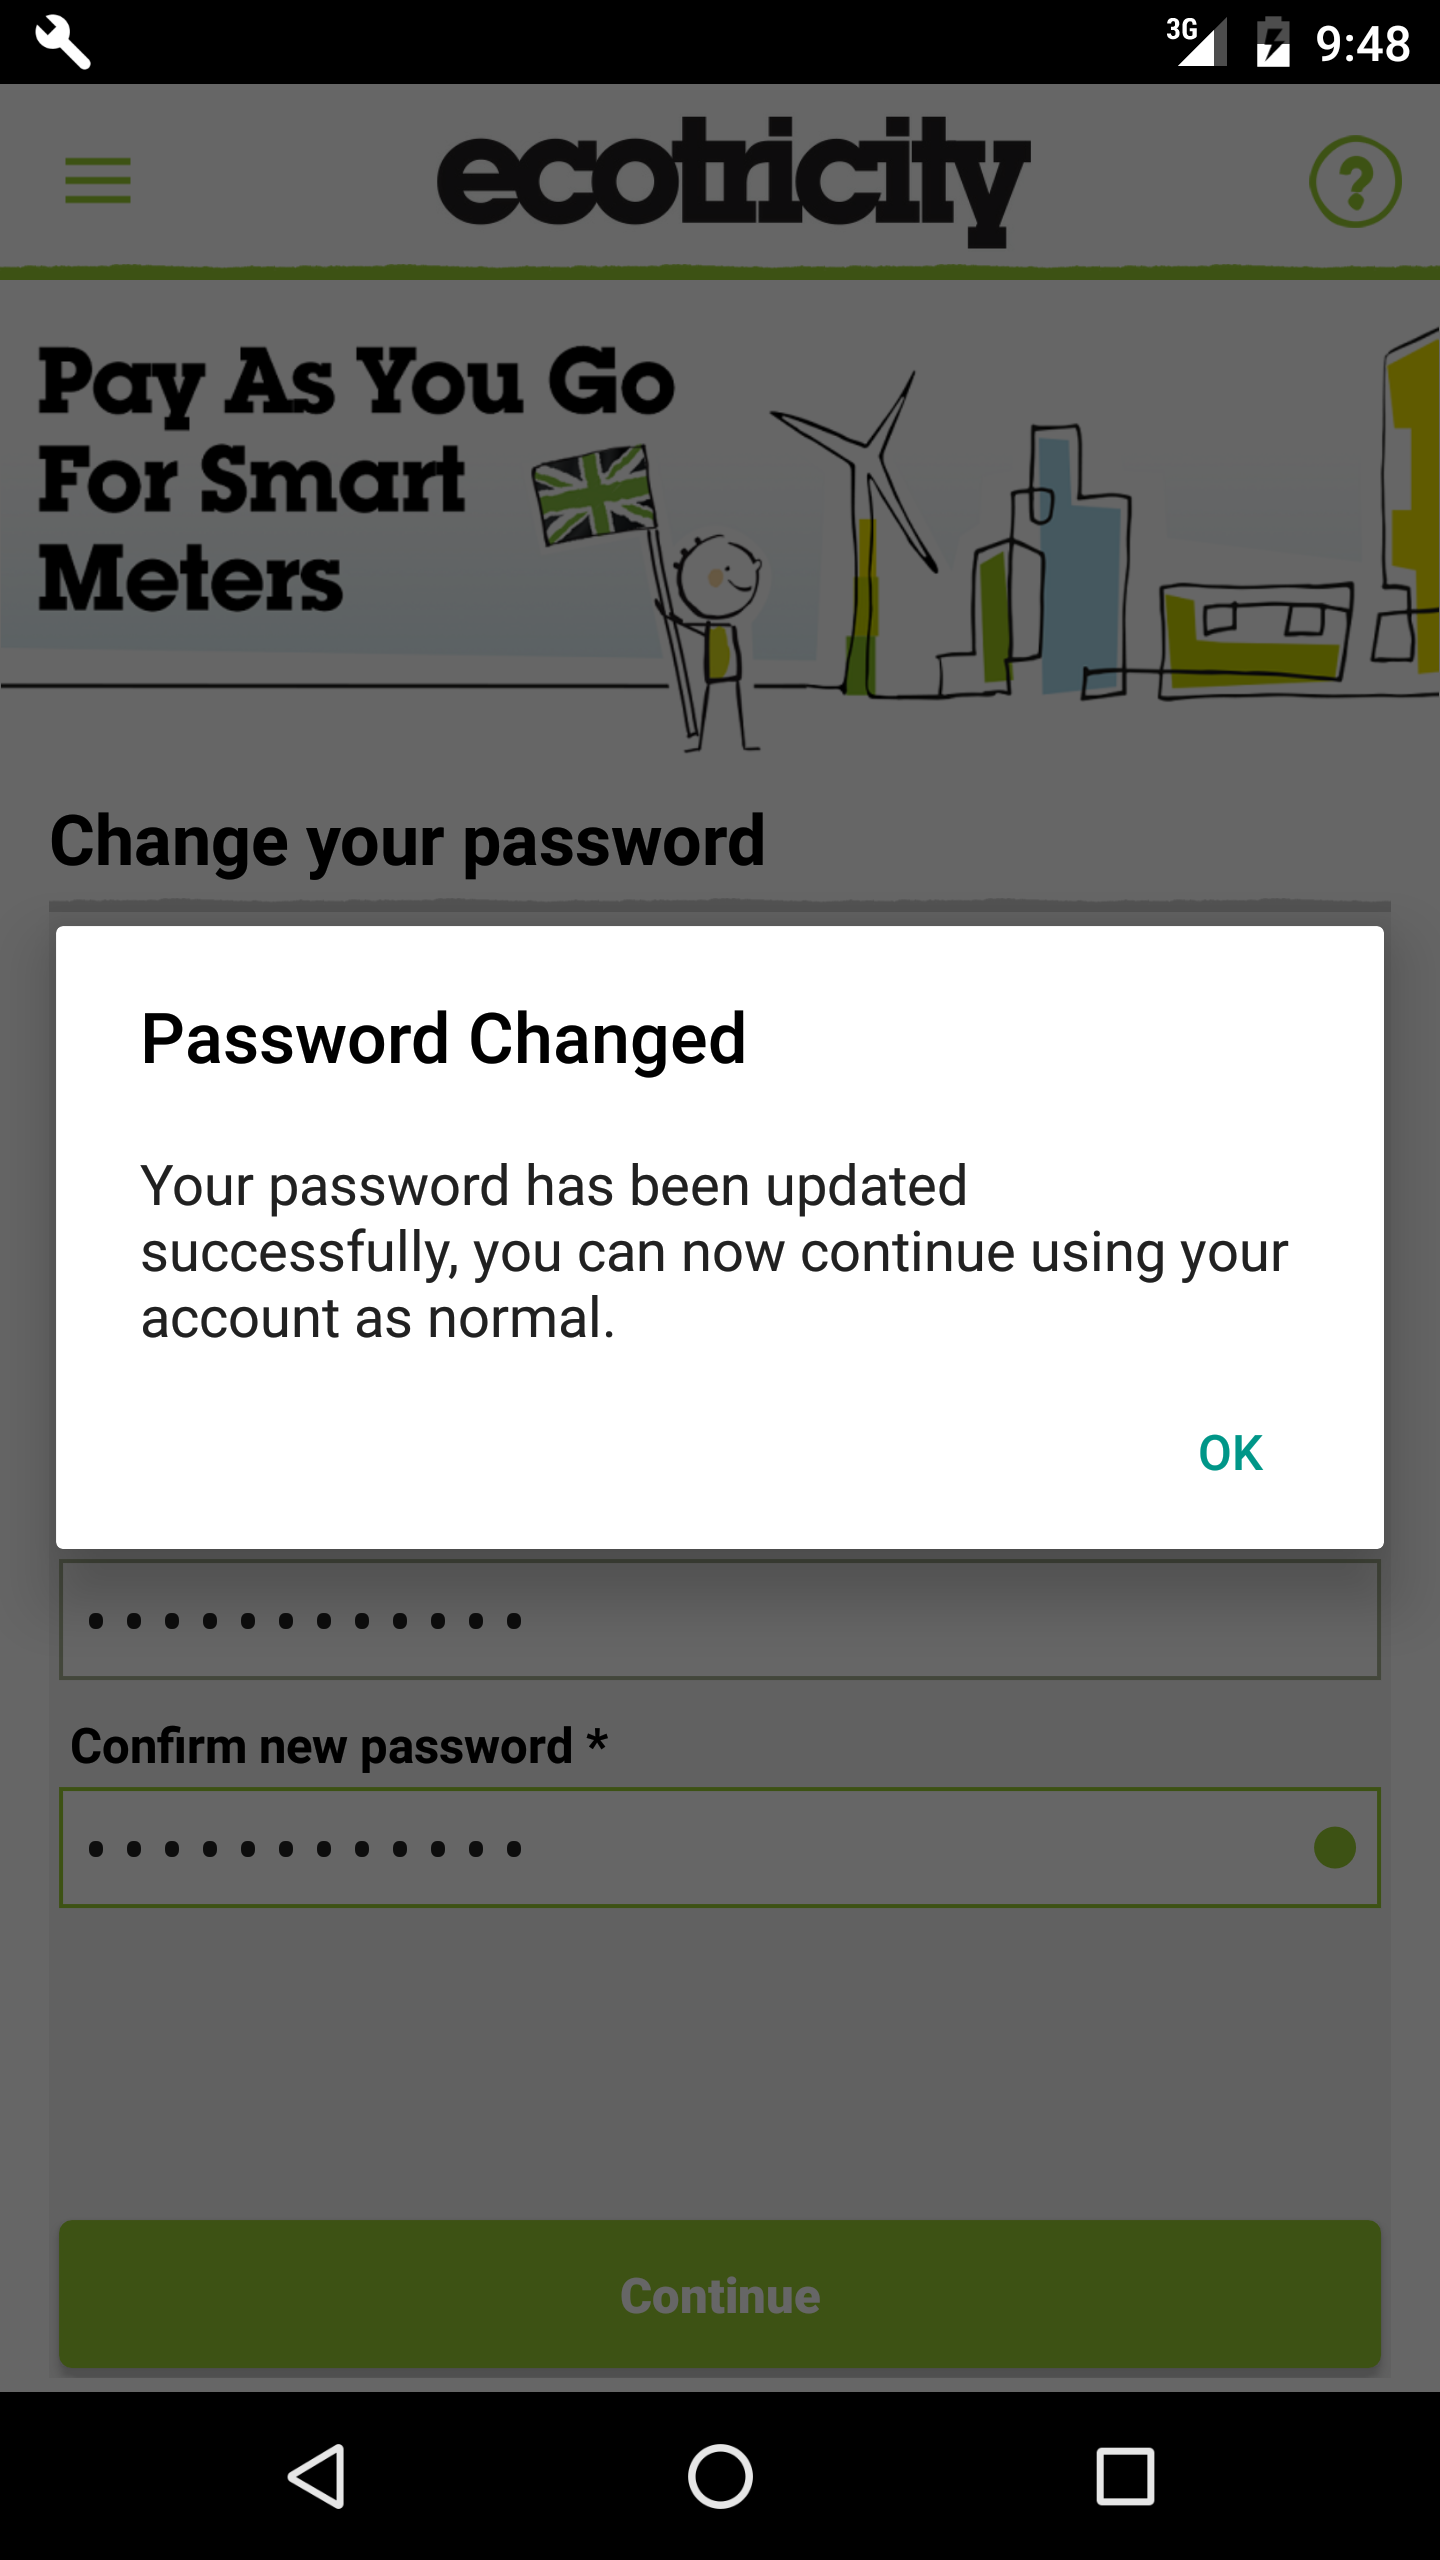 3G 9:48
ecotricity
?
Pay As You Go
For Smart
Meters
Change your password
Password Changed
Your password has been updated
successfully, you can now continue using your
account as normal.
OK
Confirm new password *
Continue